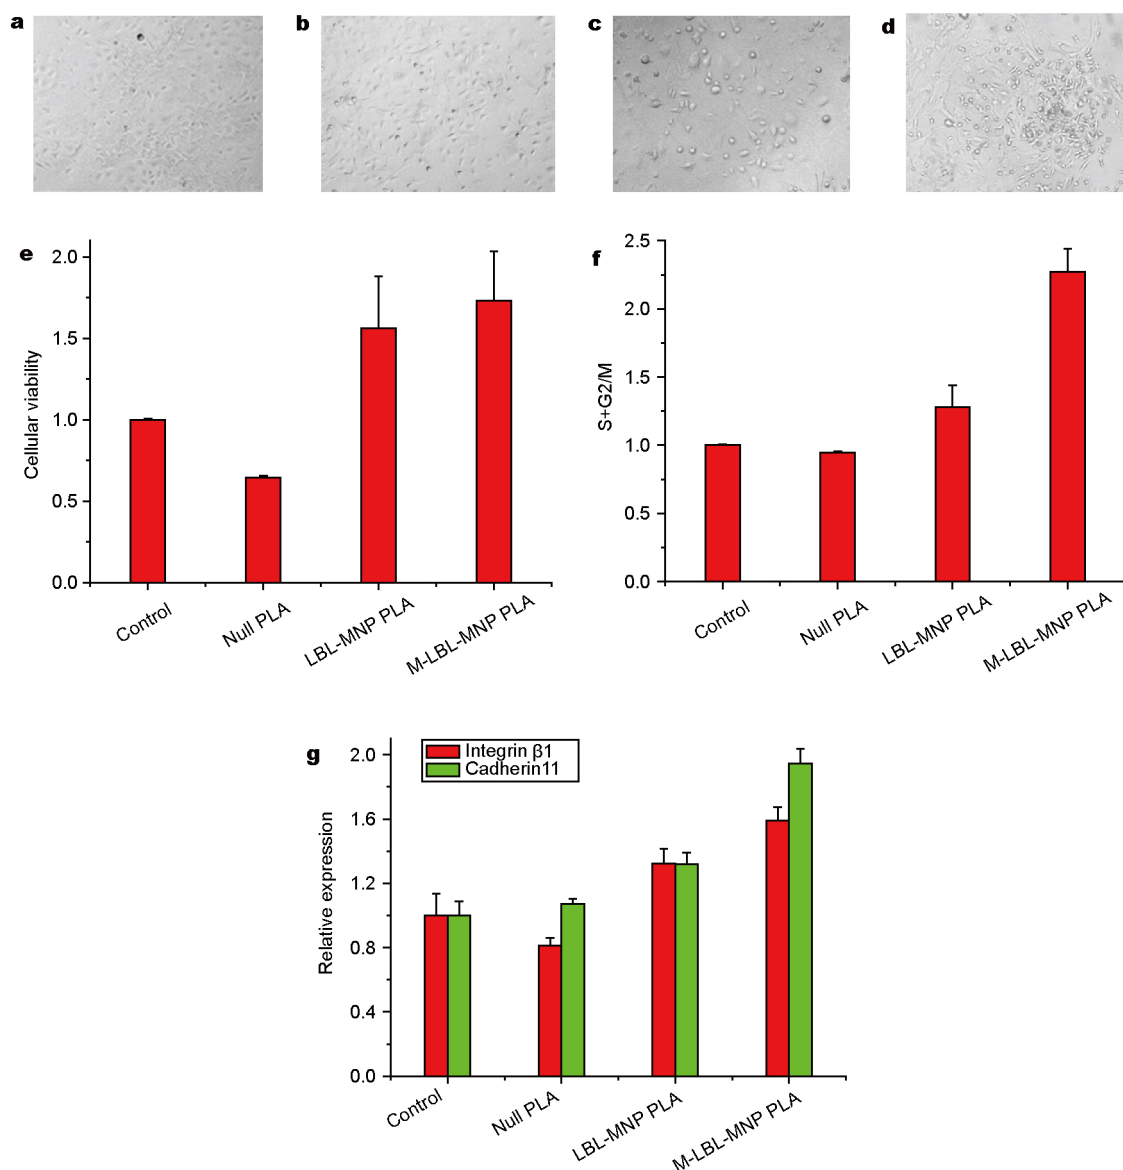 a
b
c
d
e
2.0
1.5
1.0
0.5
0.0
Cellular viability
Control
Null PLA
LBL-MNP PLA
M-LBL-MNP PLA
f
2.5
2.0
1.5
1.0
0.5
0.0
S+G2/M
Control
Null PLA
LBL-MNP PLA
M-LBL-MNP PLA
g
Integrin β1
Cadherin11
2.0
1.6
1.2
0.8
0.4
0.0
Relative expression
Control
Null PLA
LBL-MNP PLA
M-LBL-MNP PLA